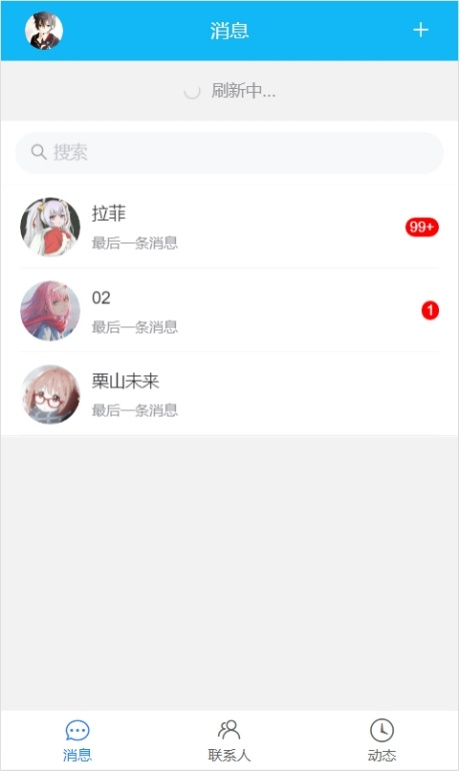 消息
刷新中...
搜索
拉菲
99+
最后一条消息
02
1
最后一条消息
栗山未来
最后一条消息
消息
联系人
动态